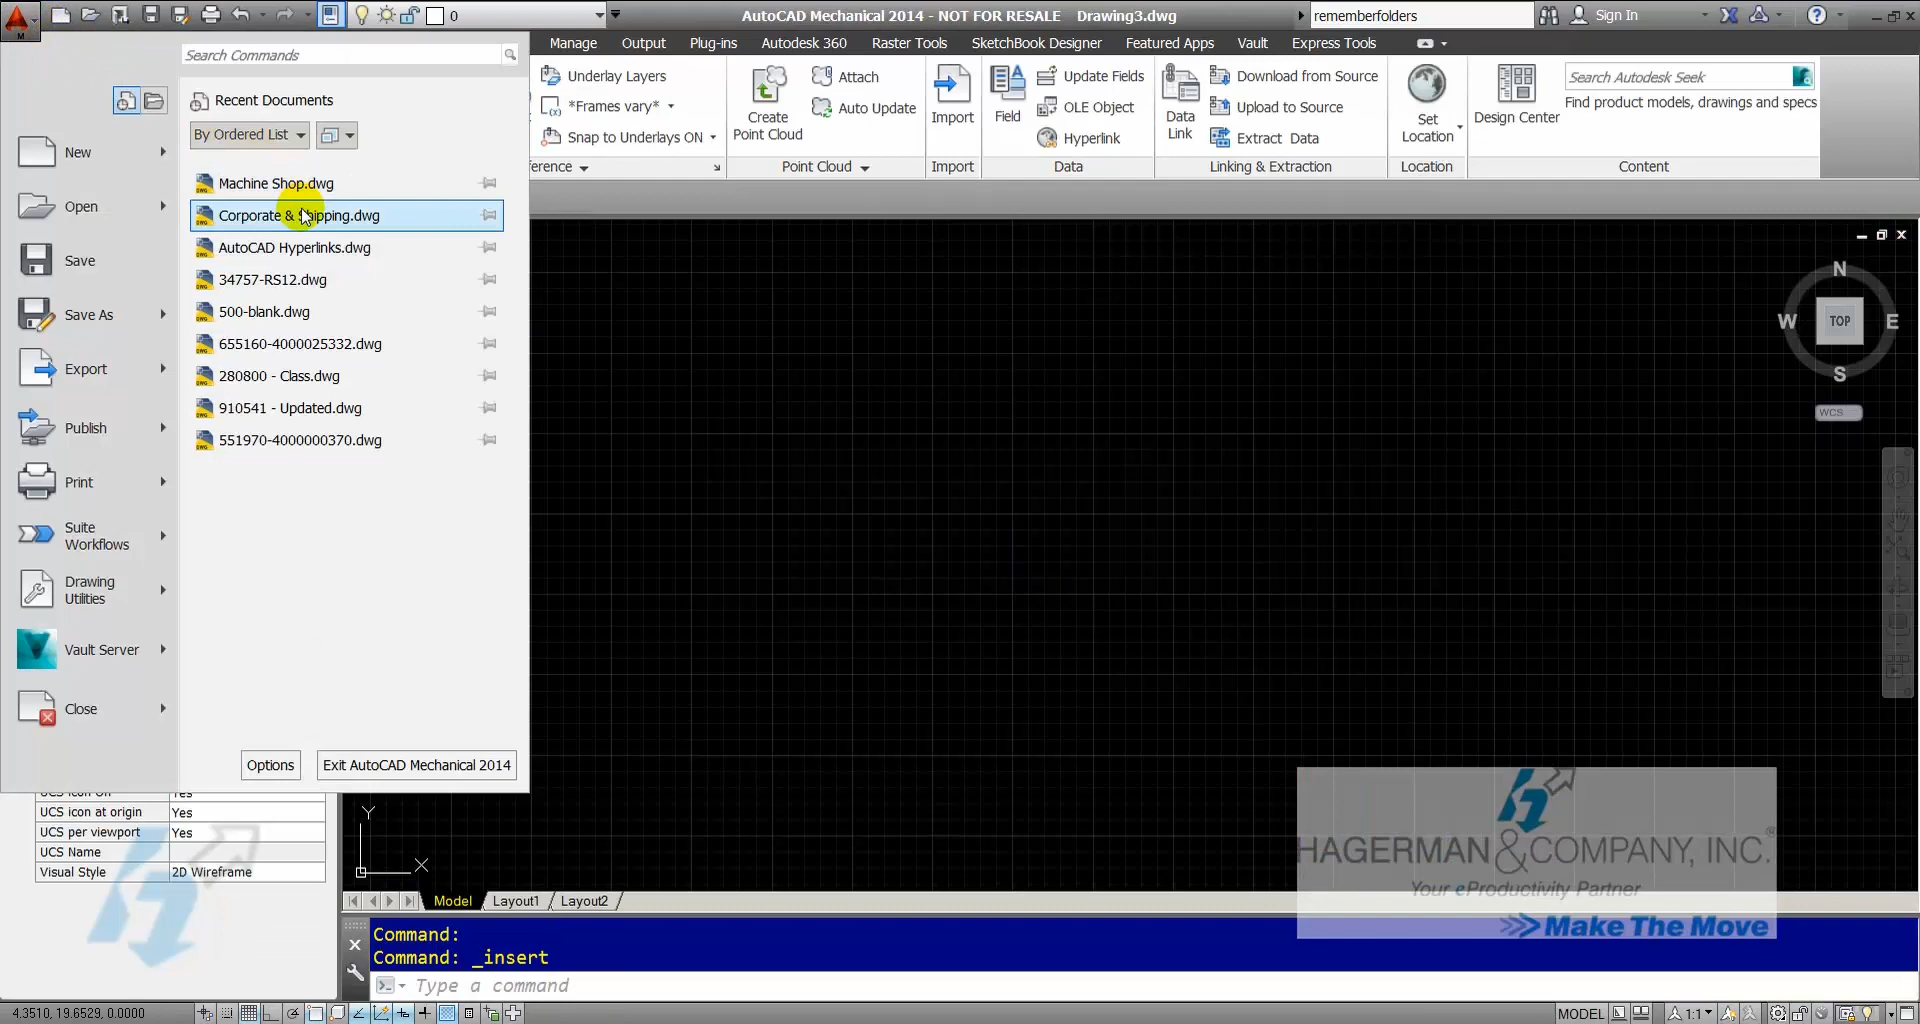 0
AutoCAD Mechanical 2014 - NOT FOR RESALE Drawing3.dwg
rememberfolders
Sign In
M
Search Commands
Manage
Output
Plug-ins
Autodesk 360
Raster Tools
SketchBook Designer
Featured Apps
Vault
Express Tools
Recent Documents
By Ordered List
Machine Shop.dwg
Corporate & Shipping.dwg
AutoCAD Hyperlinks.dwg
34757-RS12.dwg
500-blank.dwg
655160-4000025332.dwg
280800 - Class.dwg
910541 - Updated.dwg
551970-4000000370.dwg
New
Open
Save
Save As
Export
Publish
Print
Suite
Workflows
Drawing
Utilities
Vault Server
Close
Options
Exit AutoCAD Mechanical 2014
Underlay Layers
*Frames vary*
Snap to Underlays ON
ference
Create
Point Cloud
Attach
Auto Update
Point Cloud
Import
Import
Field
Update Fields
OLE Object
Hyperlink
Data
Data
Link
Download from Source
Upload to Source
Extract Data
Linking & Extraction
Set
Location
Location
Design Center
Search Autodesk Seek
Find product models, drawings and specs
Content
N
W
TOP
E
S
WCS
UCS icon On Yes
UCS icon at origin Yes
UCS per viewport Yes
UCS Name
Visual Style 2D Wireframe
Y
X
Model
Layout1
Layout2
Command:
Command: _insert
Type a command
HAGERMAN & COMPANY, INC.®
Your eProductivity Partner
>>Make The Move
4.3510, 19.6529, 0.0000
MODEL
1:1